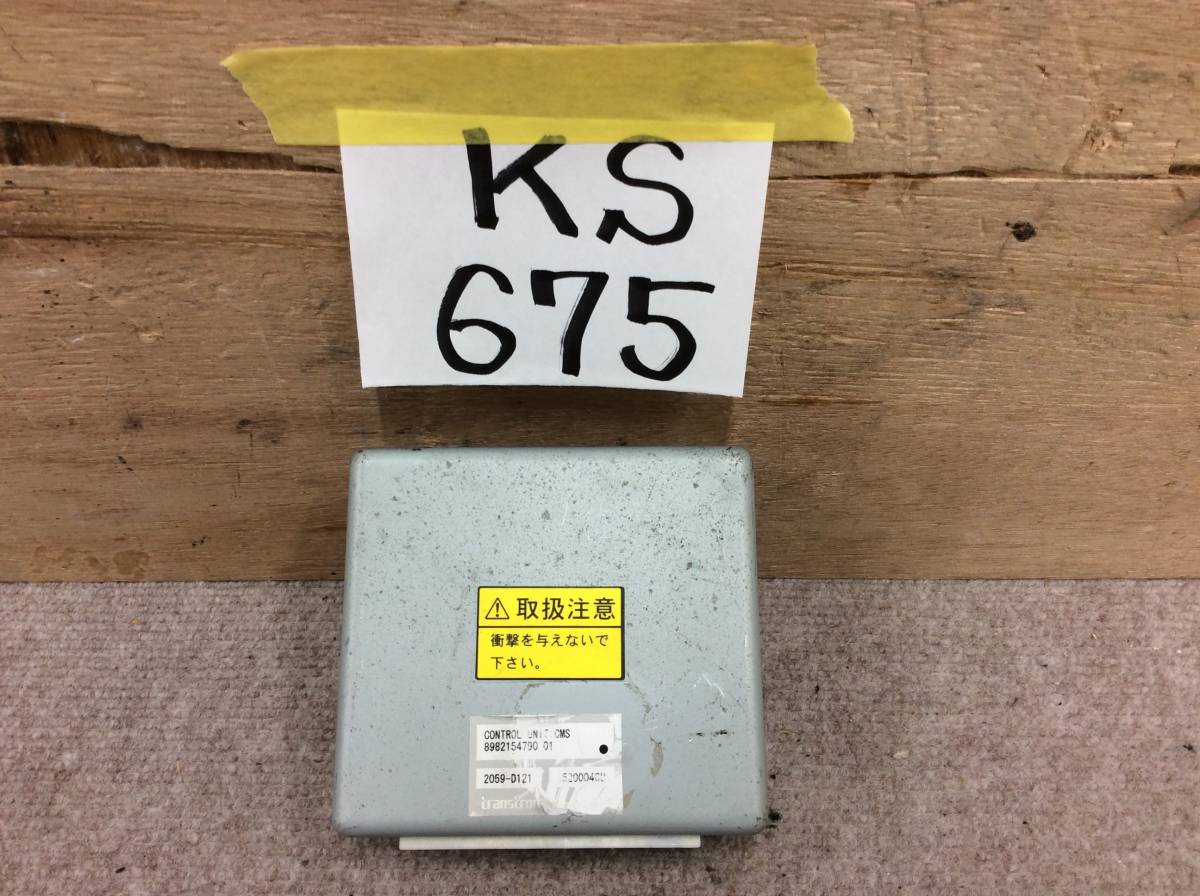 KS
675
⚠取扱注意
衝撃を与えないで
下さい。
CONTROL UNIT:CMS
8982154790 01
2059-D121
transtron